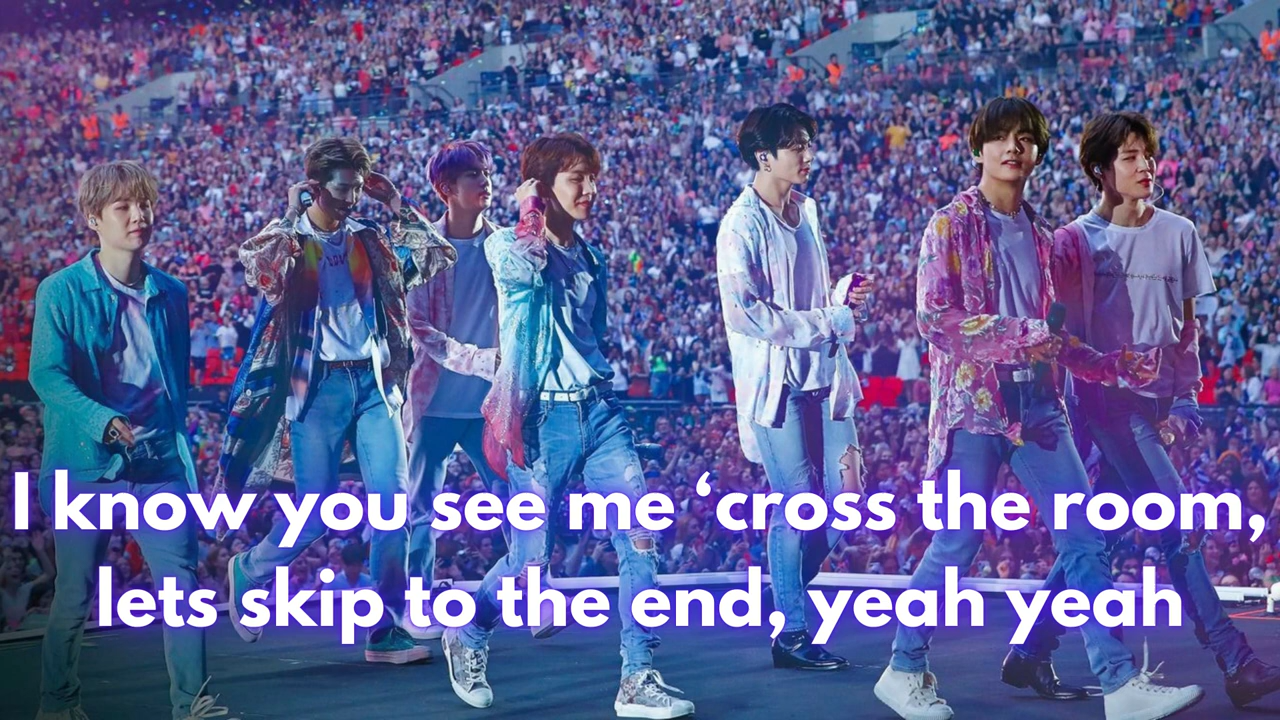 I know you see me ‘cross the room,
lets skip to the end, yeah yeah